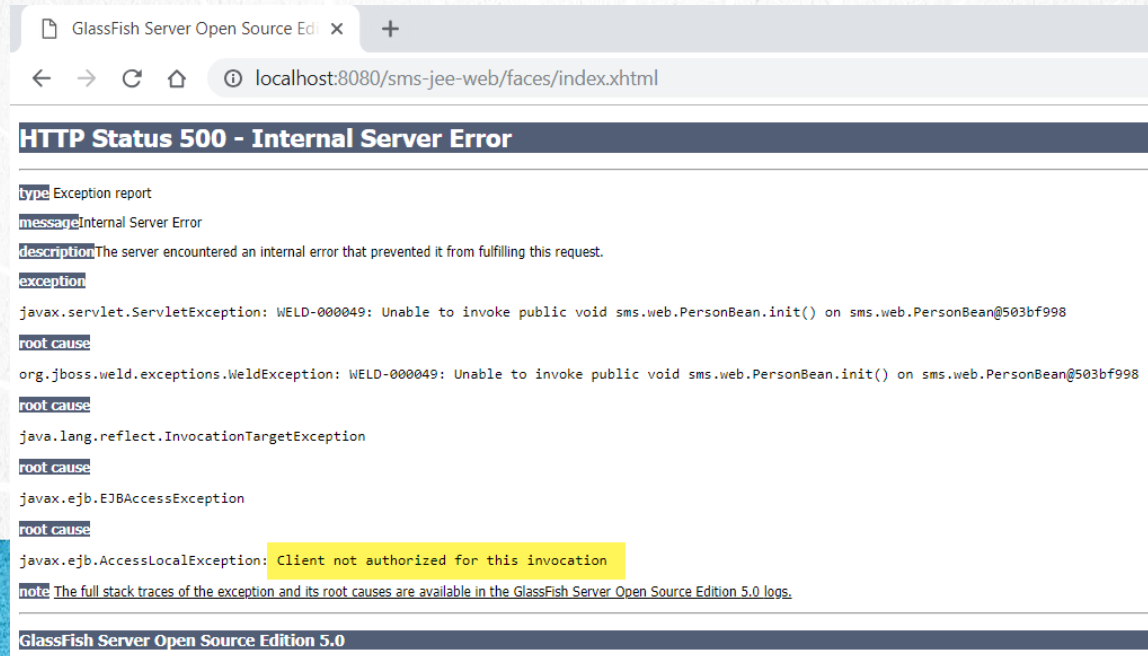 GlassFish Server Open Source Edi
localhost:8080/sms-jee-web/faces/index.xhtml
HTTP Status 500 - Internal Server Error
type Exception report
messageInternal Server Error
descriptionThe server encountered an internal error that prevented it from fulfilling this request.
exception
javax.servlet.ServletException: WELD-000049: Unable to invoke public void sms.web.PersonBean.init() on sms.web.PersonBean@503bf998
root cause
org.jboss.weld.exceptions.WeldException: WELD-000049: Unable to invoke public void sms.web.PersonBean.init() on sms.web.PersonBean@503bf998
root cause
java.lang.reflect.InvocationTargetException
root cause
javax.ejb.EJBAccessException
root cause
javax.ejb.AccessLocalException: Client not authorized for this invocation
note The full stack traces of the exception and its root causes are available in the GlassFish Server Open Source Edition 5.0 logs.
GlassFish Server Open Source Edition 5.0